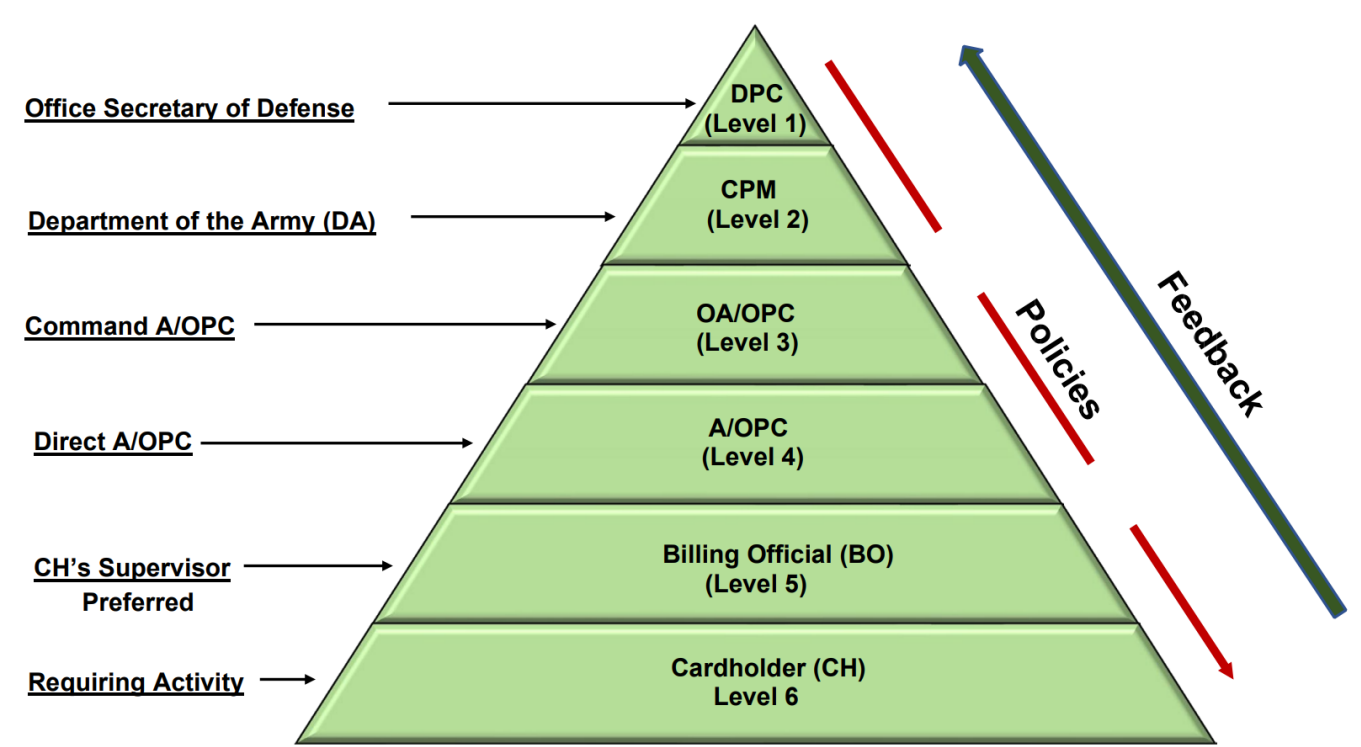 Office Secretary of Defense
DPC
(Level 1)
Department of the Army (DA)
CPM
(Level 2)
Command A/OPC
OA/OPC
(Level 3)
Direct A/OPC
A/OPC
(Level 4)
CH’s Supervisor
Preferred
Billing Official (BO)
(Level 5)
Requiring Activity
Cardholder (CH)
Level 6
Policies
Feedback